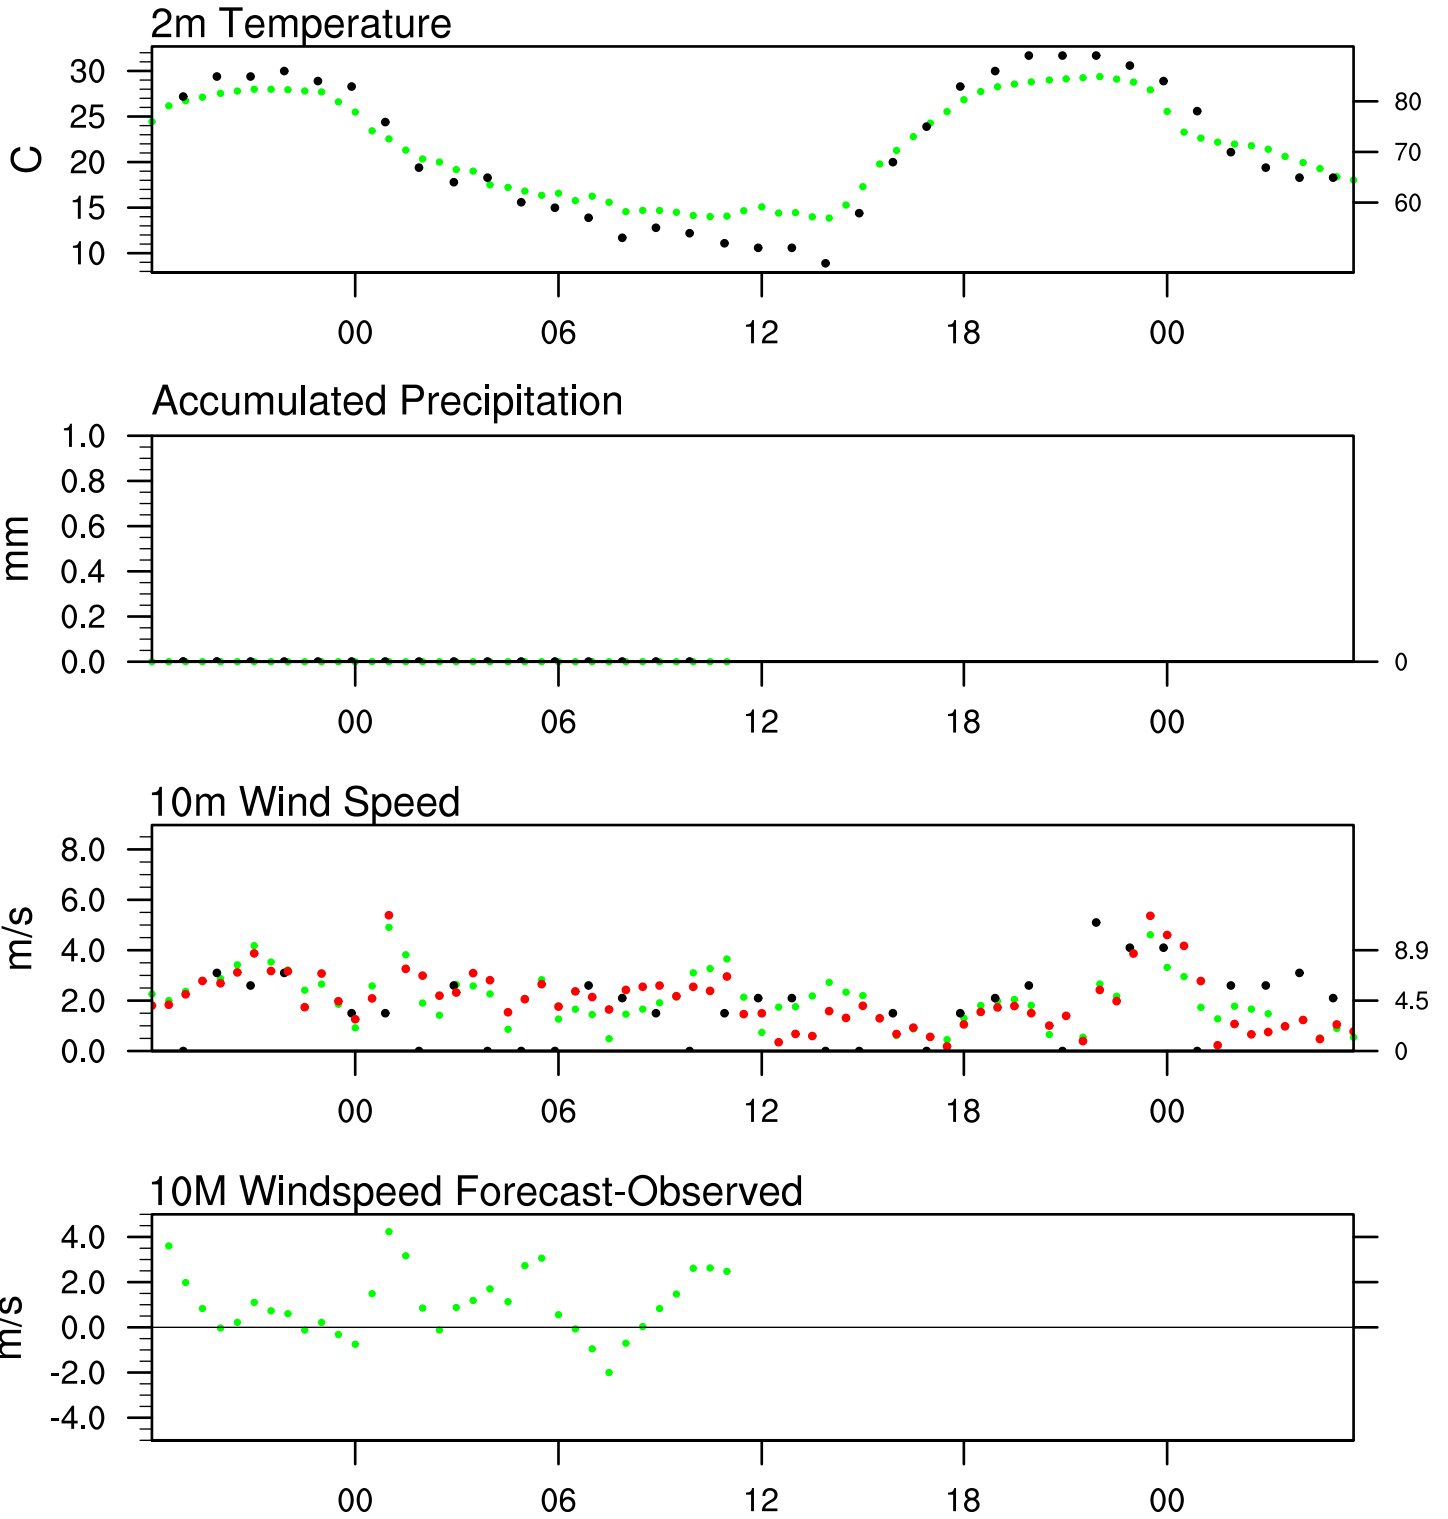 2m Temperature
30
25
20
15
10
C
80
70
60
00 06 12 18 00
Accumulated Precipitation
1.0
0.8
0.6
0.4
0.2
0.0
mm
0
00 06 12 18 00
10m Wind Speed
8.0
6.0
4.0
2.0
0.0
m/s
8.9
4.5
0
00 06 12 18 00
10M Windspeed Forecast-Observed
4.0
2.0
0.0
-2.0
-4.0
m/s
00 06 12 18 00